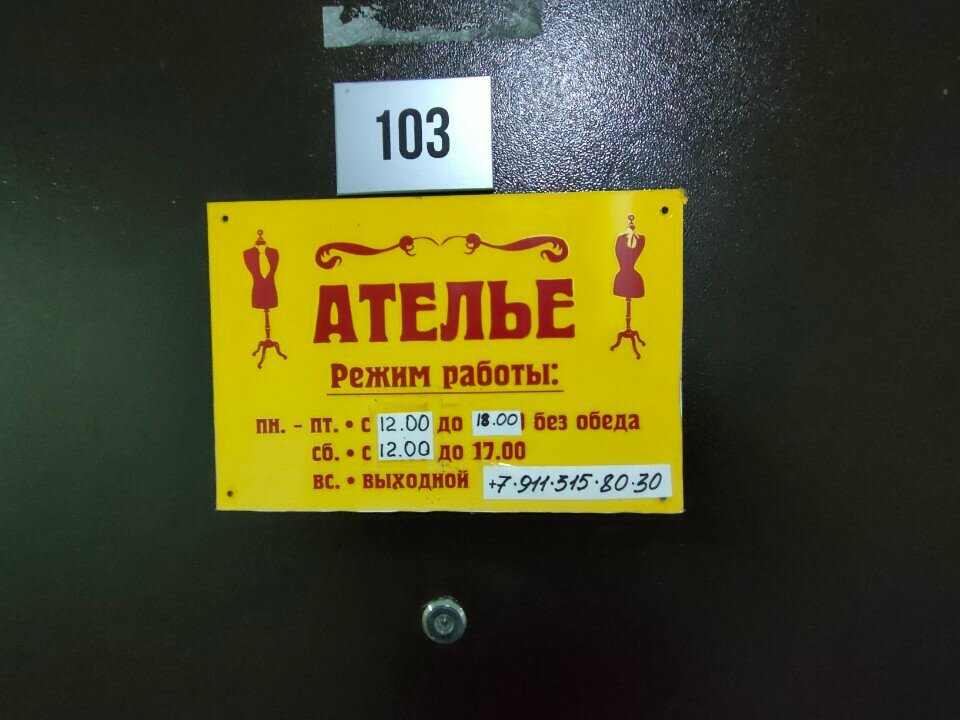 103
АТЕЛЬЕ
Режим работы:
пн. - пт. • с 12.00 до 18.00 без обеда
сб. • с 12.00 до 17.00
вс. • выходной +7·911·515·80·30